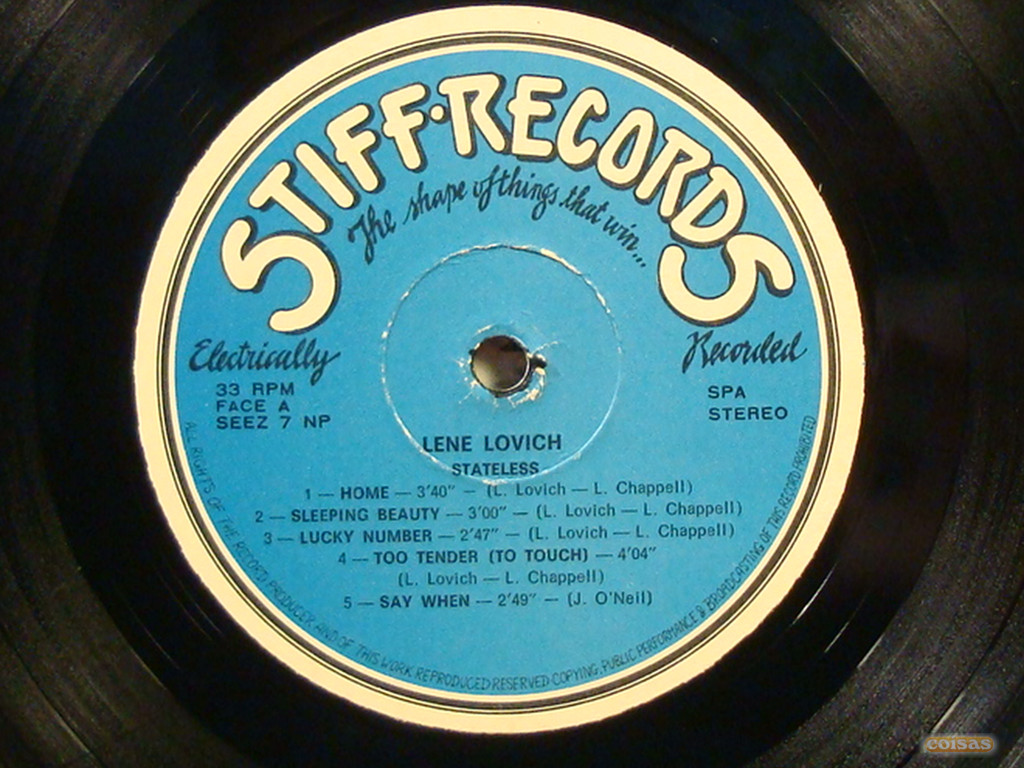 STIFF·RECORDS
The shape of things that win...
Electrically
Recorded
33 RPM
FACE A
SEEZ 7 NP
SPA
STEREO
LENE LOVICH
STATELESS
1 — HOME — 3'40" — (L. Lovich — L. Chappell)
2 — SLEEPING BEAUTY — 3'00" — (L. Lovich — L. Chappell)
3 — LUCKY NUMBER — 2'47" — (L. Lovich — L. Chappell)
4 — TOO TENDER (TO TOUCH) — 4'04"
(L. Lovich — L. Chappell)
5 — SAY WHEN — 2'49" — (J. O'Neil)
ALL RIGHTS OF THE RECORD PRODUCER AND OF THIS WORK REPRODUCED RESERVED COPYING, PUBLIC PERFORMANCE & BROADCASTING OF THIS RECORD PROHIBITED
coisas